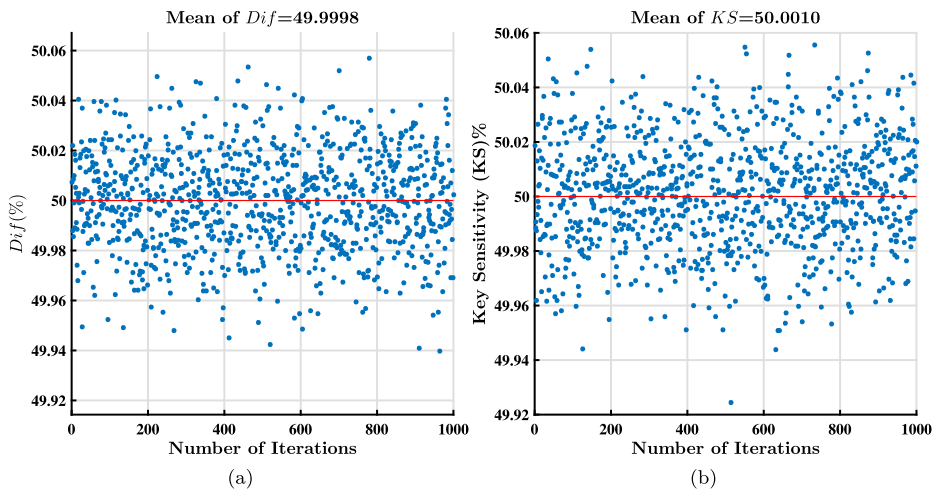 Mean of Dif=49.9998
50.06
50.04
50.02
50
49.98
49.96
49.94
49.92
Dif(%)
0 200 400 600 800 1000
Number of Iterations
(a)
Mean of KS=50.0010
50.06
50.04
50.02
50
49.98
49.96
49.94
49.92
Key Sensitivity (KS)%
0 200 400 600 800 1000
Number of Iterations
(b)